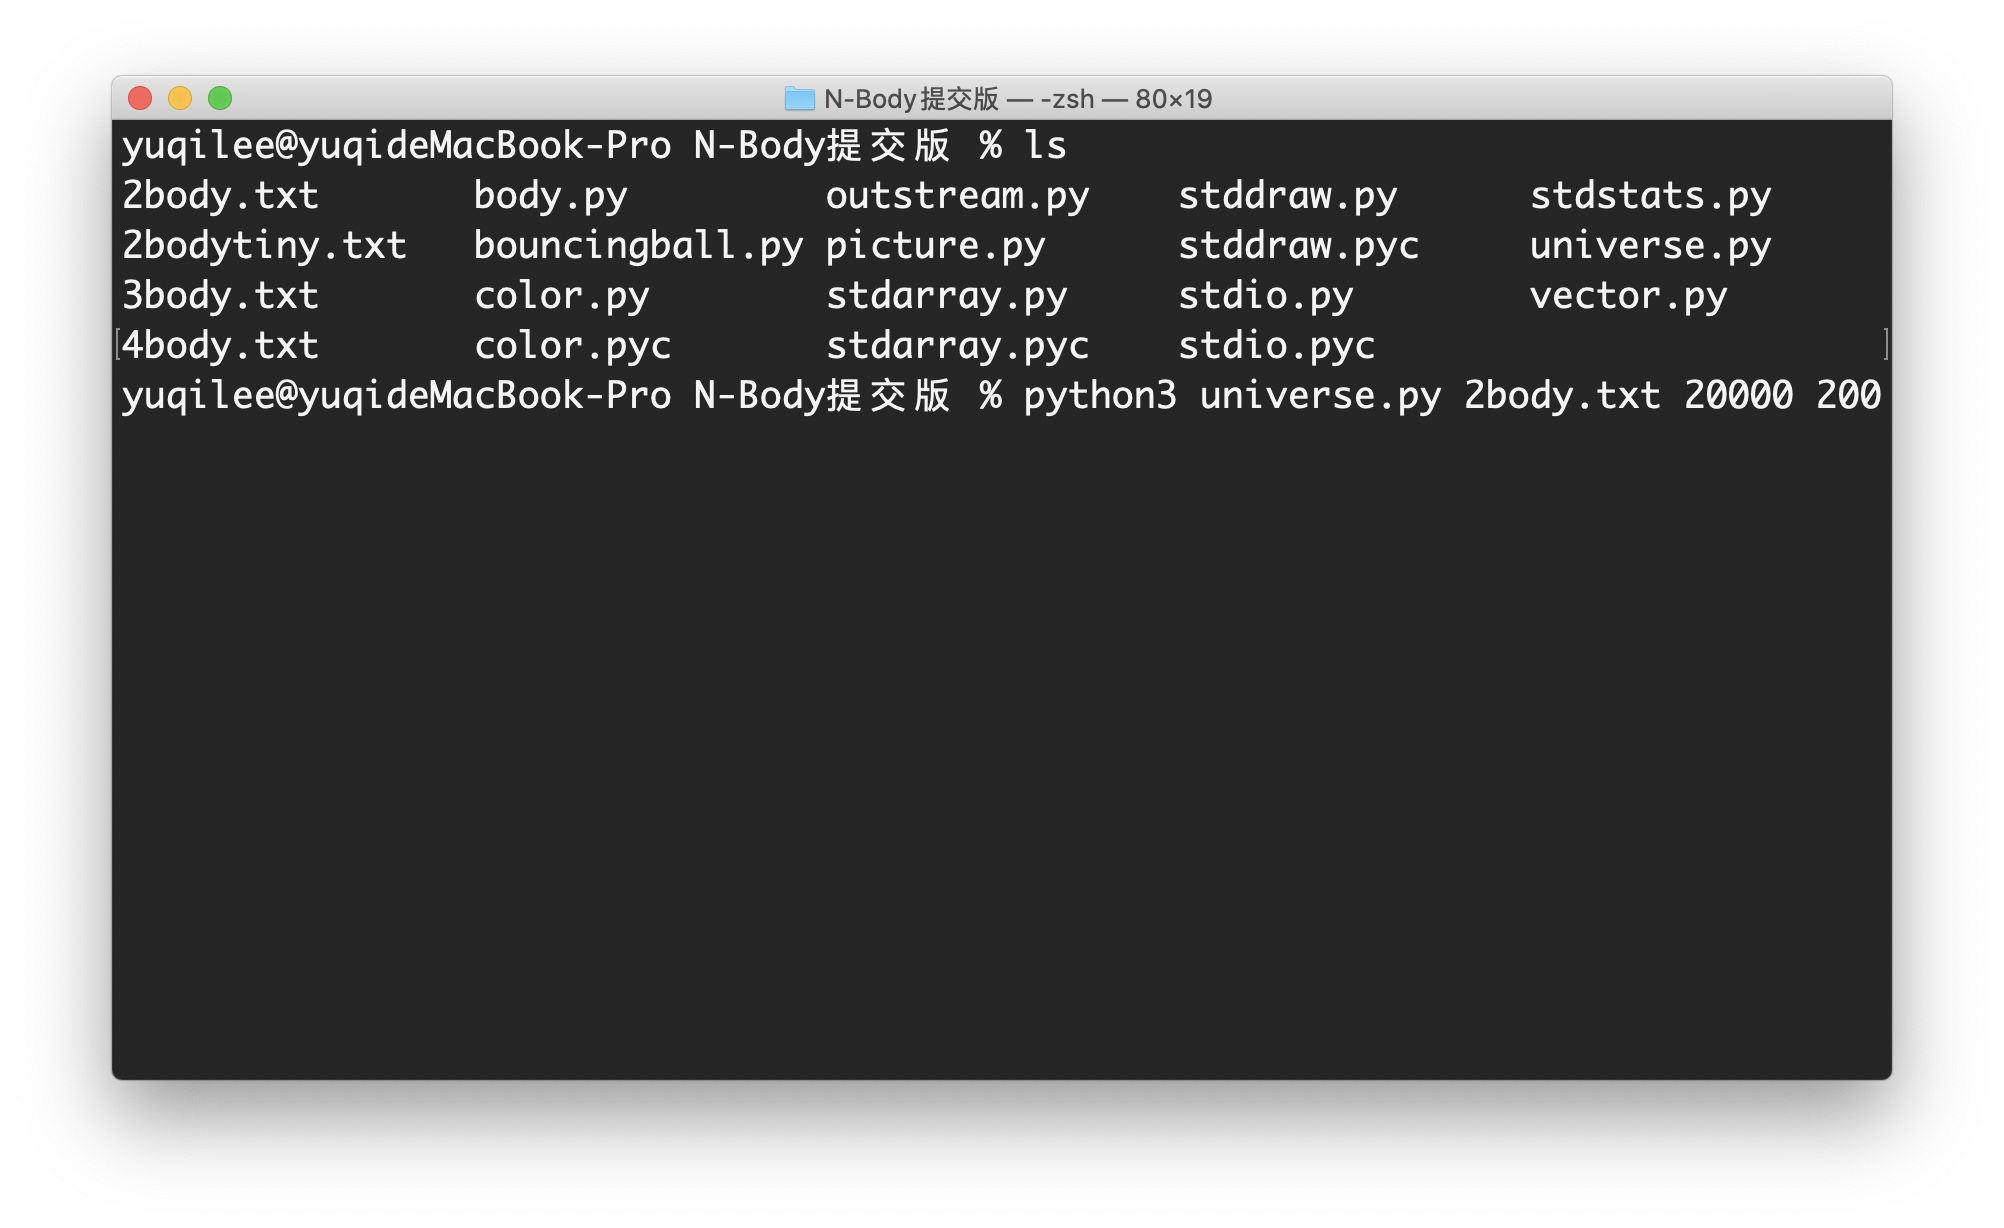 N-Body提交版 — -zsh — 80×19
yuqilee@yuqideMacBook-Pro N-Body提交版 % ls
2body.txt body.py outstream.py stddraw.py stdstats.py
2bodytiny.txt bouncingball.py picture.py stddraw.pyc universe.py
3body.txt color.py stdarray.py stdio.py vector.py
4body.txt color.pyc stdarray.pyc stdio.pyc
yuqilee@yuqideMacBook-Pro N-Body提交版 % python3 universe.py 2body.txt 20000 200